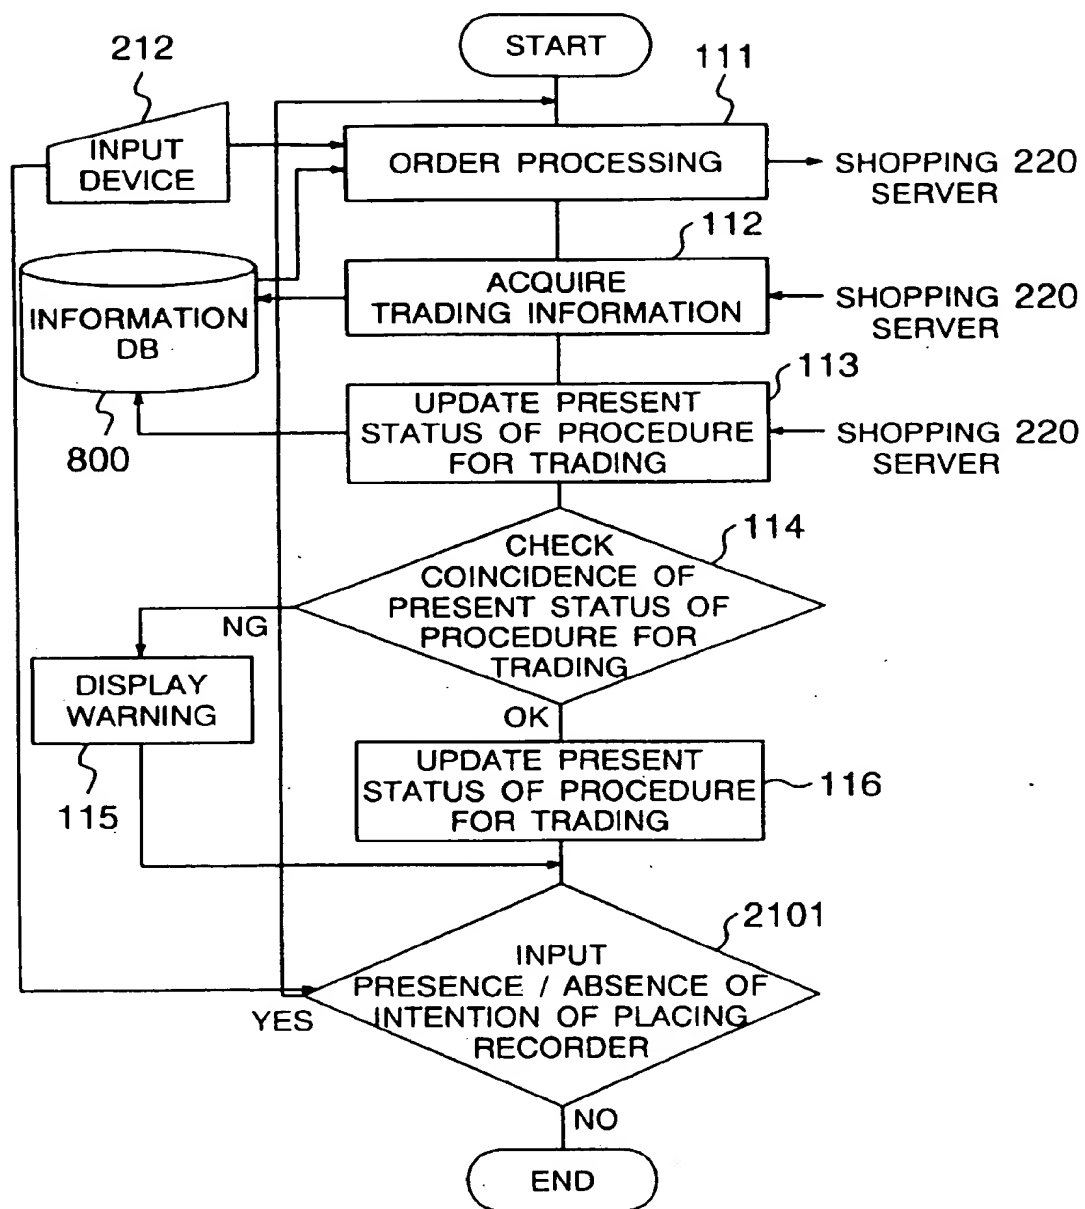 START
212
111
INPUT
DEVICE
ORDER PROCESSING
SHOPPING 220
SERVER
112
ACQUIRE
TRADING INFORMATION
SHOPPING 220
SERVER
INFORMATION
DB
800
113
UPDATE PRESENT
STATUS OF PROCEDURE
FOR TRADING
SHOPPING 220
SERVER
114
CHECK
COINCIDENCE OF
PRESENT STATUS OF
PROCEDURE FOR
TRADING
NG
DISPLAY
WARNING
115
OK
UPDATE PRESENT
STATUS OF PROCEDURE
FOR TRADING
116
2101
INPUT
PRESENCE / ABSENCE OF
INTENTION OF PLACING
RECORDER
YES
NO
END